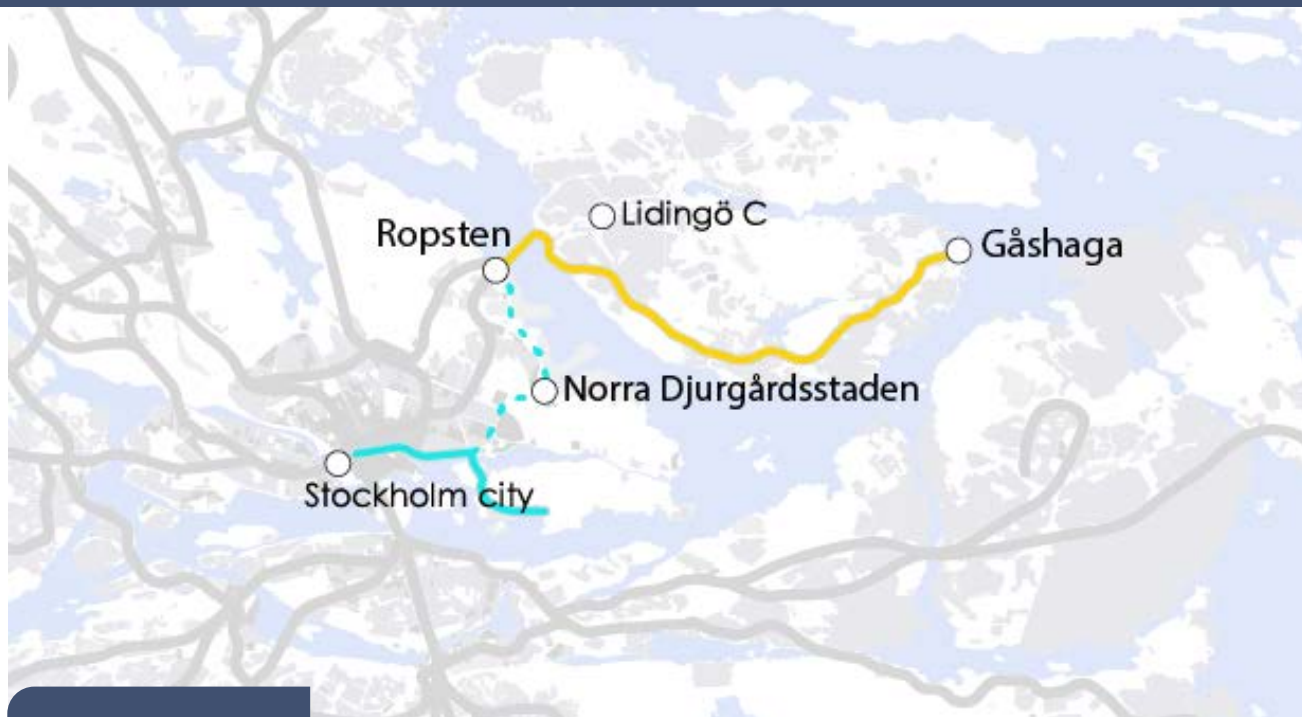 Lidingö C
Ropsten
Gåshaga
Norra Djurgårdsstaden
Stockholm city